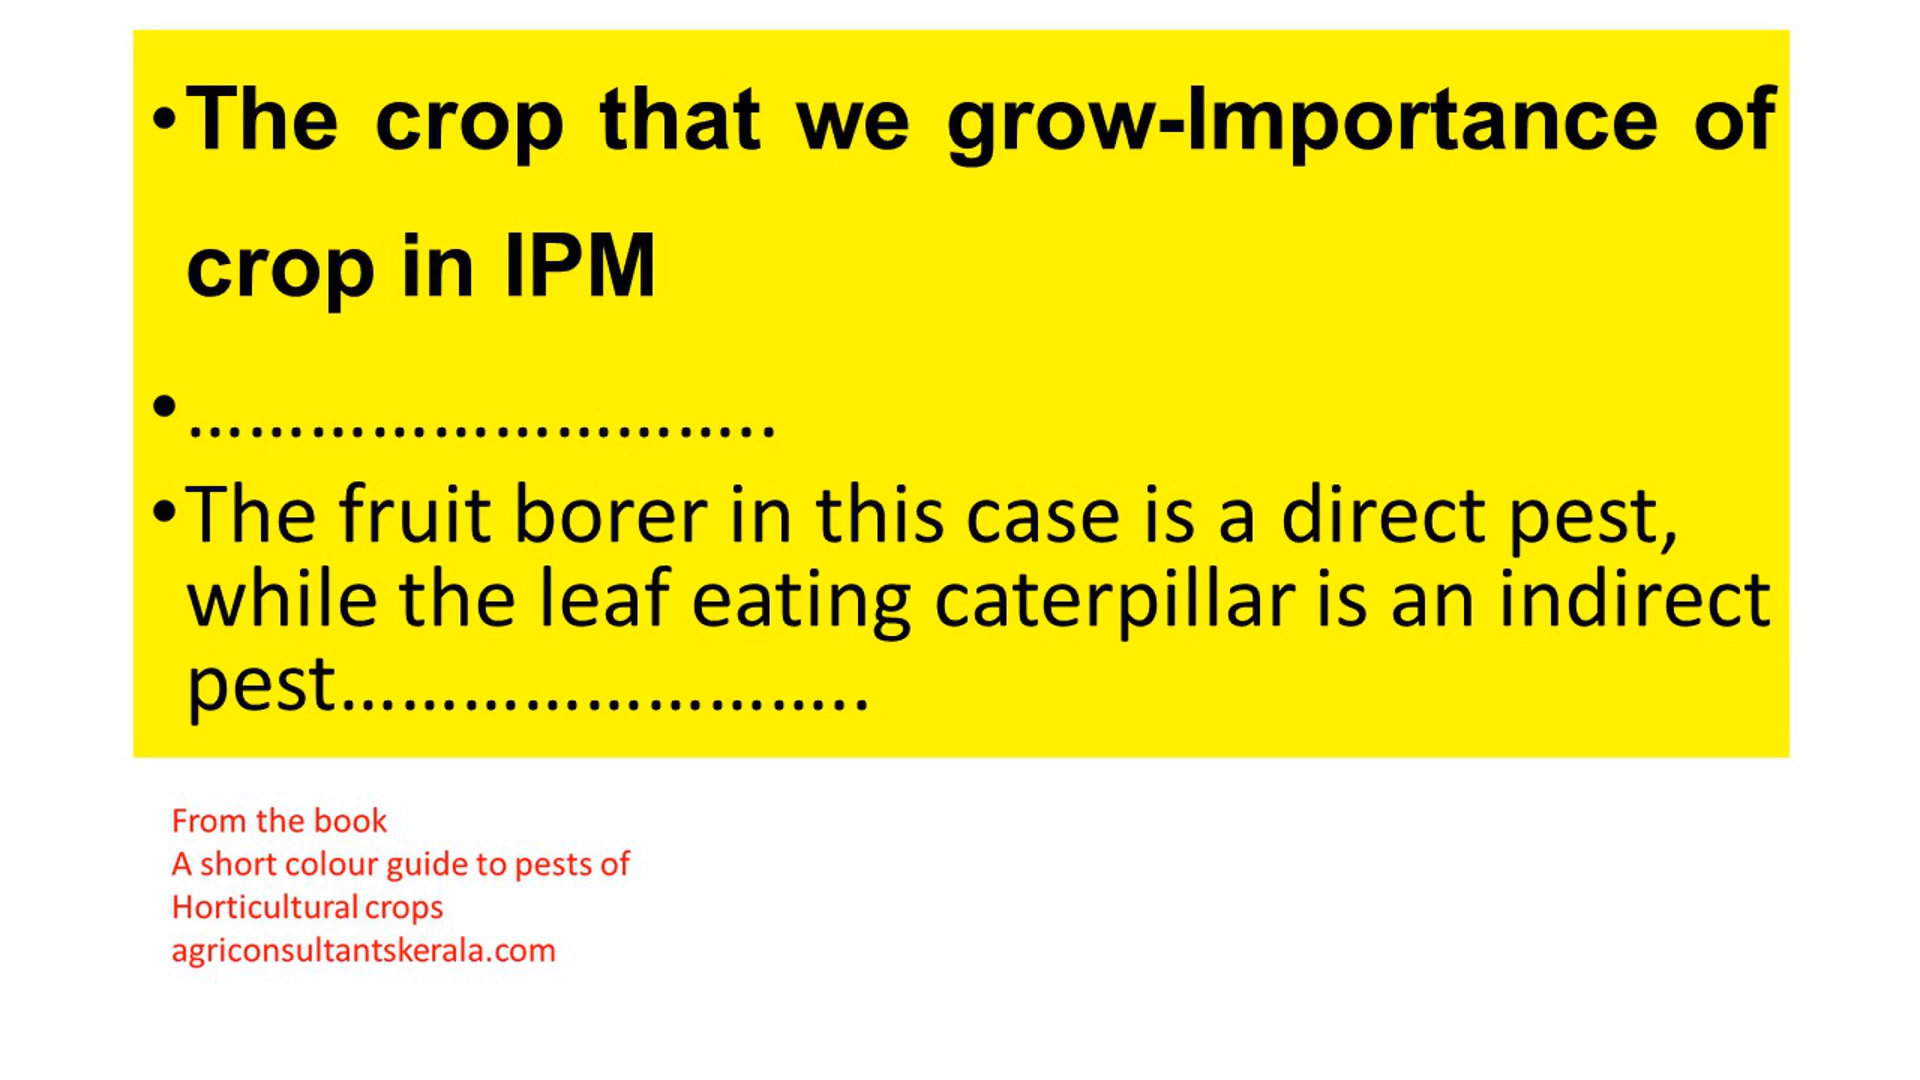 •The crop that we grow-Importance of
crop in IPM
•………………………..
•The fruit borer in this case is a direct pest,
while the leaf eating caterpillar is an indirect
pest……………………..
From the book
A short colour guide to pests of
Horticultural crops
agriconsultantskerala.com